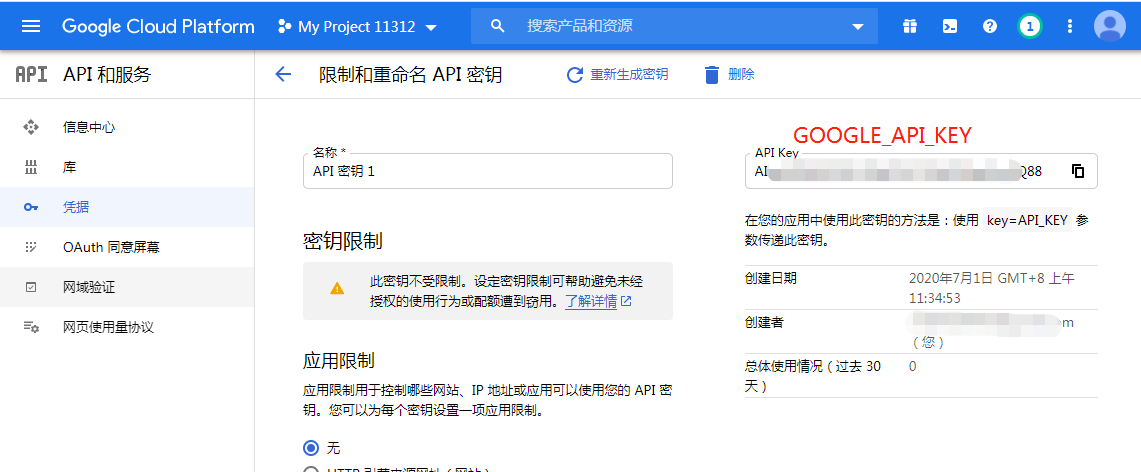 Google Cloud Platform
My Project 11312
搜索产品和资源
1
API
API 和服务
限制和重命名 API 密钥
重新生成密钥
删除
信息中心
库
凭据
OAuth 同意屏幕
网域验证
网页使用量协议
名称 *
API 密钥 1
密钥限制
此密钥不受限制。设定密钥限制可帮助避免未经
授权的使用行为或配额遭到窃用。了解详情
应用限制
应用限制用于控制哪些网站、IP 地址或应用可以使用您的 API 密
钥。您可以为每个密钥设置一项应用限制。
无
HTTP 引荐来源网址（网站）
GOOGLE_API_KEY
API Key
AI
Q88
在您的应用中使用此密钥的方法是：使用 key=API_KEY 参
数传递此密钥。
创建日期
2020年7月1日 GMT+8 上午
11:34:53
创建者
m
（您）
总体使用情况（过去 30
天）
0